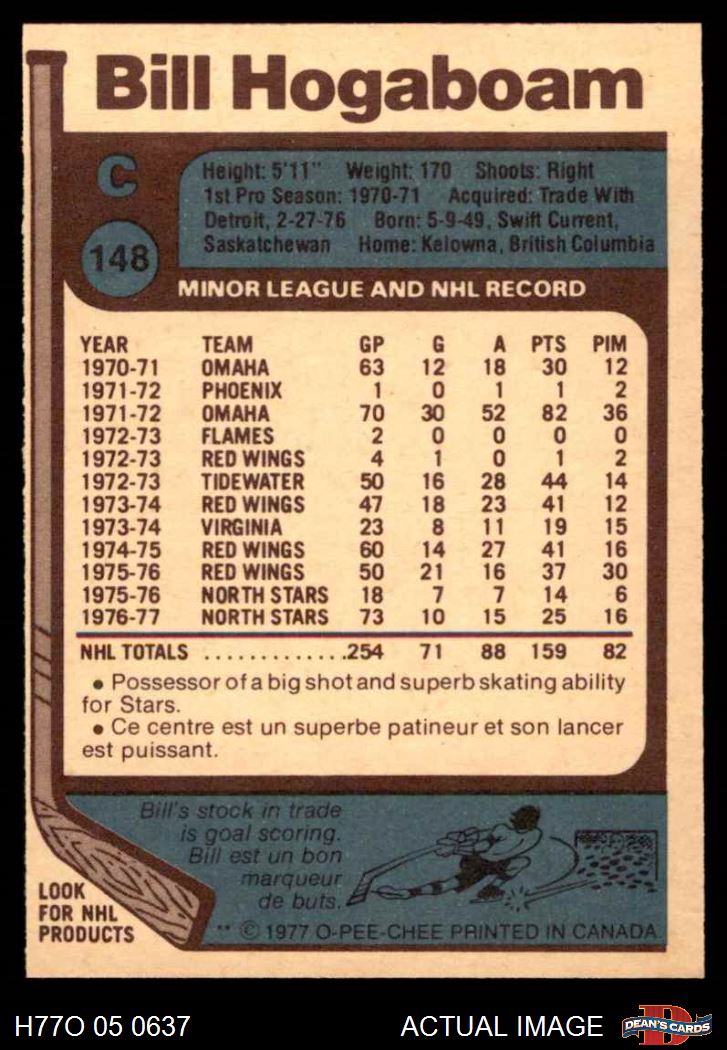 Bill Hogaboam
C
148
Height: 5'11" Weight: 170 Shoots: Right
1st Pro Season: 1970-71 Acquired: Trade With
Detroit, 2-27-76 Born: 5-9-49, Swift Current,
Saskatchewan Home: Kelowna, British Columbia
MINOR LEAGUE AND NHL RECORD
YEAR TEAM GP G A PTS PIM
1970-71 OMAHA 63 12 18 30 12
1971-72 PHOENIX 1 0 1 1 2
1971-72 OMAHA 70 30 52 82 36
1972-73 FLAMES 2 0 0 0 0
1972-73 RED WINGS 4 1 0 1 2
1972-73 TIDEWATER 50 16 28 44 14
1973-74 RED WINGS 47 18 23 41 12
1973-74 VIRGINIA 23 8 11 19 15
1974-75 RED WINGS 60 14 27 41 16
1975-76 RED WINGS 50 21 16 37 30
1975-76 NORTH STARS 18 7 7 14 6
1976-77 NORTH STARS 73 10 15 25 16
NHL TOTALS .............254 71 88 159 82
● Possessor of a big shot and superb skating ability
for Stars.
● Ce centre est un superbe patineur et son lancer
est puissant.
Bill's stock in trade
is goal scoring.
Bill est un bon
marqueur
de buts.
LOOK
FOR NHL
PRODUCTS
** © 1977 O-PEE-CHEE PRINTED IN CANADA
H77O 05 0637 ACTUAL IMAGE
D
DEAN'S CARDS